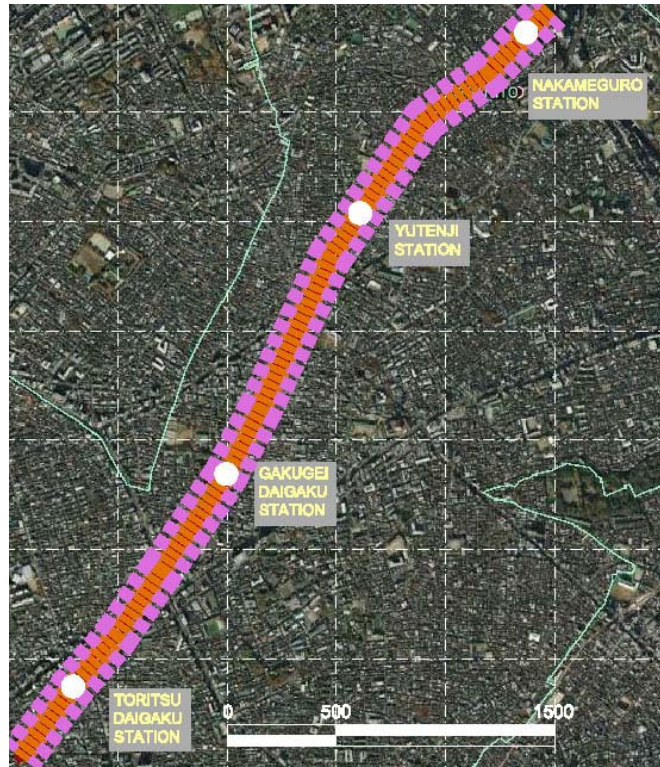 NAKAMEGURO
STATION
YUTENJI
STATION
GAKUGEI
DAIGAKU
STATION
TORITSU
DAIGAKU
STATION
0 500 1500